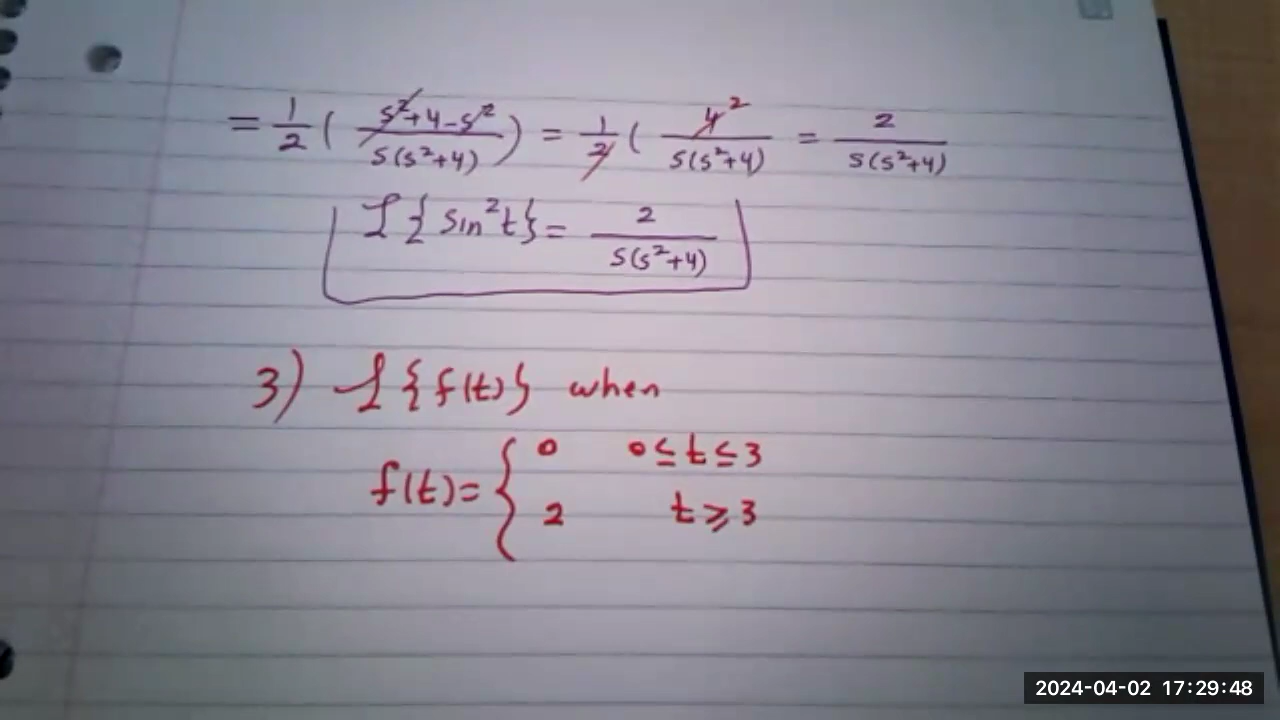 = 1/2 ( (s²+4-s²)/(s(s²+4)) ) = 1/2 ( 4²/(s(s²+4)) = 2/(s(s²+4))
ℒ{sin²t} = 2/(s(s²+4))
3) ℒ{f(t)} when
f(t) = { 0 0≤t≤3
2 t⩾3
2024-04-02 17:29:48